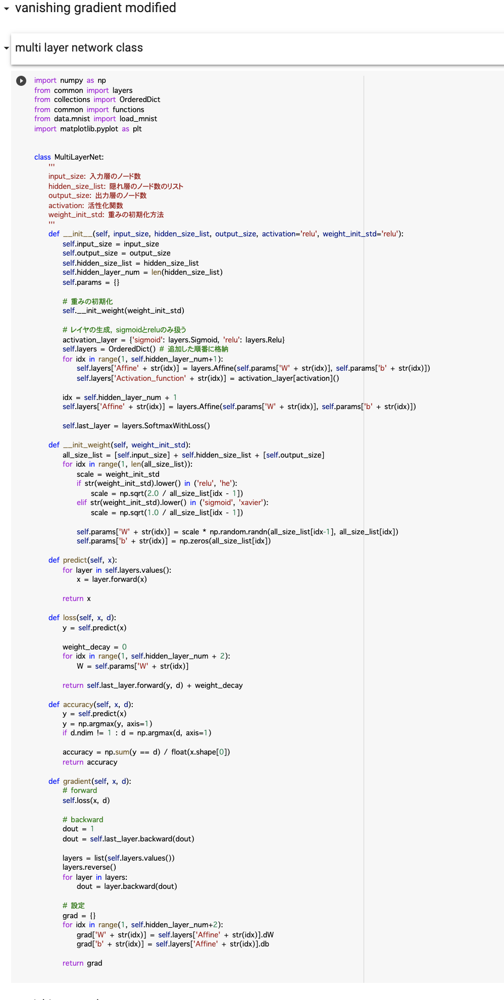 vanishing gradient modified
multi layer network class
import numpy as np
from common import layers
from collections import OrderedDict
from common import functions
from data.mnist import load_mnist
import matplotlib.pyplot as plt
class MultiLayerNet:
'''
input_size: 入力層のノード数
hidden_size_list: 隠れ層のノード数のリスト
output_size: 出力層のノード数
activation: 活性化関数
weight_init_std: 重みの初期化方法
'''
def __init__(self, input_size, hidden_size_list, output_size, activation='relu', weight_init_std='relu'):
self.input_size = input_size
self.output_size = output_size
self.hidden_size_list = hidden_size_list
self.hidden_layer_num = len(hidden_size_list)
self.params = {}
# 重みの初期化
self.__init_weight(weight_init_std)
# レイヤの生成, sigmoidとreluのみ扱う
activation_layer = {'sigmoid': layers.Sigmoid, 'relu': layers.Relu}
self.layers = OrderedDict() # 追加した順番に格納
for idx in range(1, self.hidden_layer_num+1):
self.layers['Affine' + str(idx)] = layers.Affine(self.params['W' + str(idx)], self.params['b' + str(idx)])
self.layers['Activation_function' + str(idx)] = activation_layer[activation]()
idx = self.hidden_layer_num + 1
self.layers['Affine' + str(idx)] = layers.Affine(self.params['W' + str(idx)], self.params['b' + str(idx)])
self.last_layer = layers.SoftmaxWithLoss()
def __init_weight(self, weight_init_std):
all_size_list = [self.input_size] + self.hidden_size_list + [self.output_size]
for idx in range(1, len(all_size_list)):
scale = weight_init_std
if str(weight_init_std).lower() in ('relu', 'he'):
scale = np.sqrt(2.0 / all_size_list[idx - 1])
elif str(weight_init_std).lower() in ('sigmoid', 'xavier'):
scale = np.sqrt(1.0 / all_size_list[idx - 1])
self.params['W' + str(idx)] = scale * np.random.randn(all_size_list[idx-1], all_size_list[idx])
self.params['b' + str(idx)] = np.zeros(all_size_list[idx])
def predict(self, x):
for layer in self.layers.values():
x = layer.forward(x)
return x
def loss(self, x, d):
y = self.predict(x)
weight_decay = 0
for idx in range(1, self.hidden_layer_num + 2):
W = self.params['W' + str(idx)]
return self.last_layer.forward(y, d) + weight_decay
def accuracy(self, x, d):
y = self.predict(x)
y = np.argmax(y, axis=1)
if d.ndim != 1 : d = np.argmax(d, axis=1)
accuracy = np.sum(y == d) / float(x.shape[0])
return accuracy
def gradient(self, x, d):
# forward
self.loss(x, d)
# backward
dout = 1
dout = self.last_layer.backward(dout)
layers = list(self.layers.values())
layers.reverse()
for layer in layers:
dout = layer.backward(dout)
# 設定
grad = {}
for idx in range(1, self.hidden_layer_num+2):
grad['W' + str(idx)] = self.layers['Affine' + str(idx)].dW
grad['b' + str(idx)] = self.layers['Affine' + str(idx)].db
return grad